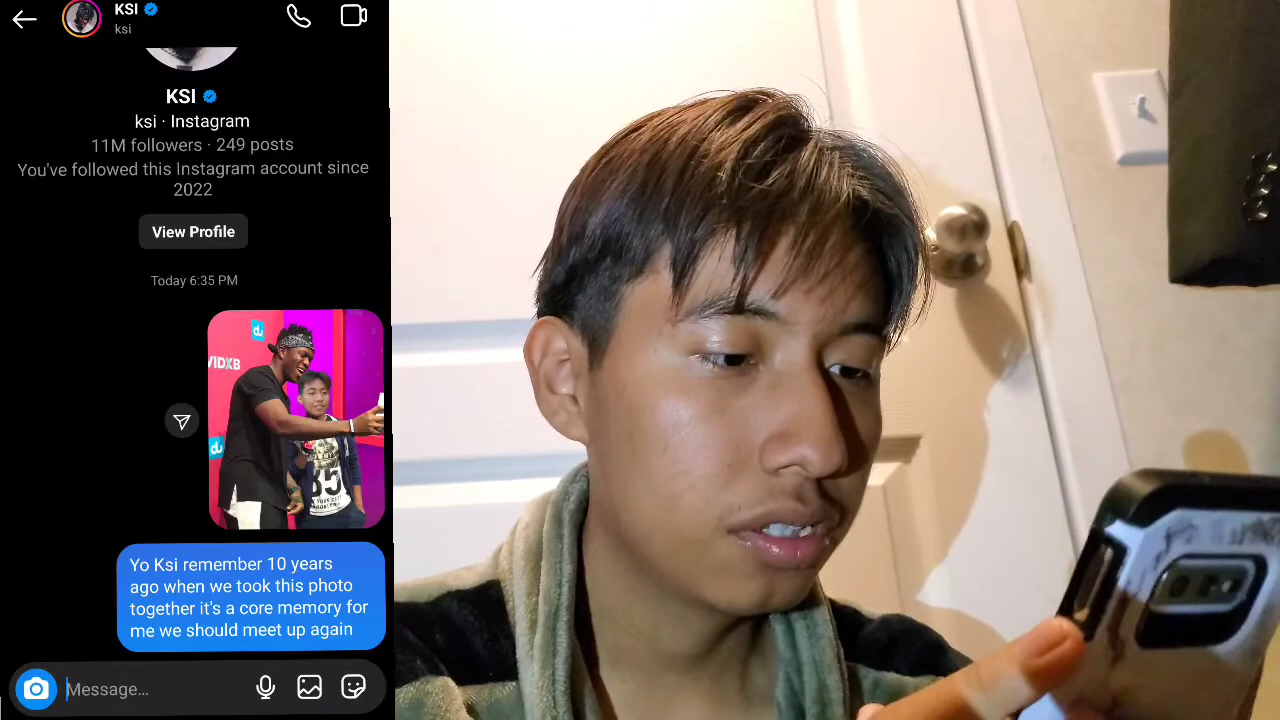 KSI
ksi
KSI
ksi · Instagram
11M followers · 249 posts
You've followed this Instagram account since
2022
View Profile
Today 6:35 PM
du
VIDXB
du
35
Yo Ksi remember 10 years
ago when we took this photo
together it's a core memory for
me we should meet up again
Message...